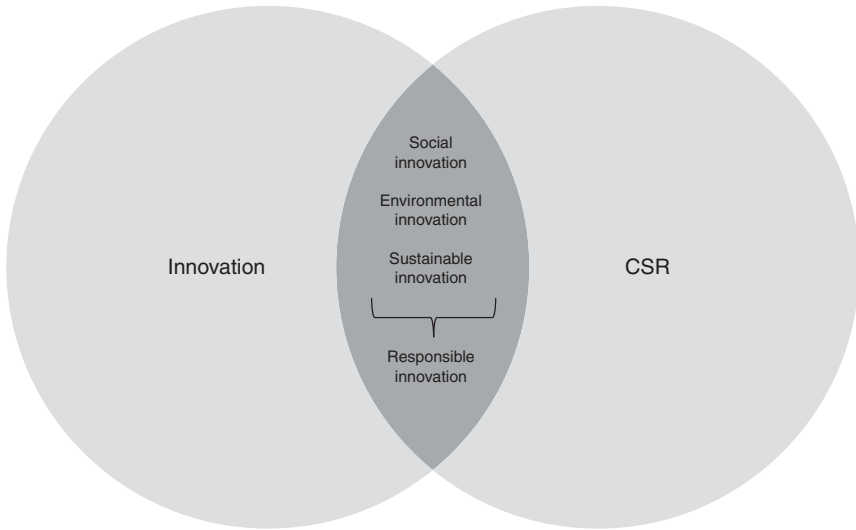 Social
innovation
Environmental
innovation
Sustainable
innovation
Innovation
CSR
Responsible
innovation